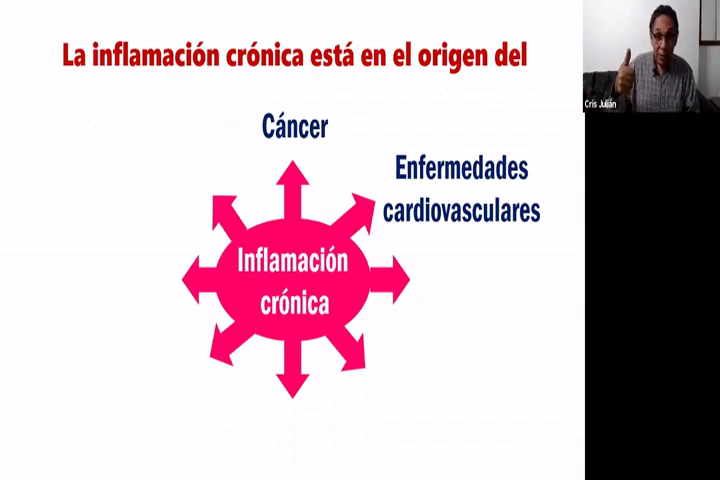 La inflamación crónica está en el origen del
Cáncer
Enfermedades
cardiovasculares
Inflamación
crónica
Cris Julián